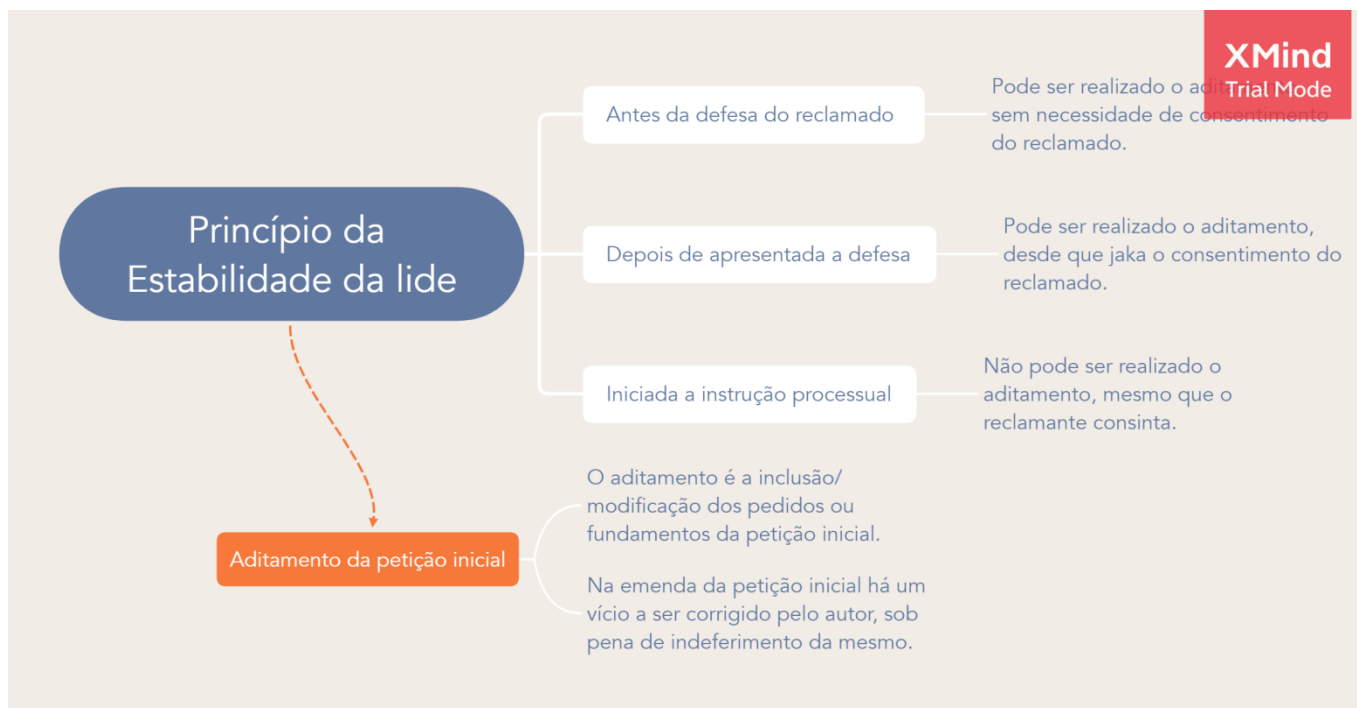 XMind
Trial Mode
Princípio da
Estabilidade da lide
Antes da defesa do reclamado
Pode ser realizado o
sem necessidade de consentimento
do reclamado.
Depois de apresentada a defesa
Pode ser realizado o aditamento,
desde que jaka o consentimento do
reclamado.
Iniciada a instrução processual
Não pode ser realizado o
aditamento, mesmo que o
reclamante consinta.
Aditamento da petição inicial
O aditamento é a inclusão/
modificação dos pedidos ou
fundamentos da petição inicial.
Na emenda da petição inicial há um
vício a ser corrigido pelo autor, sob
pena de indeferimento da mesmo.